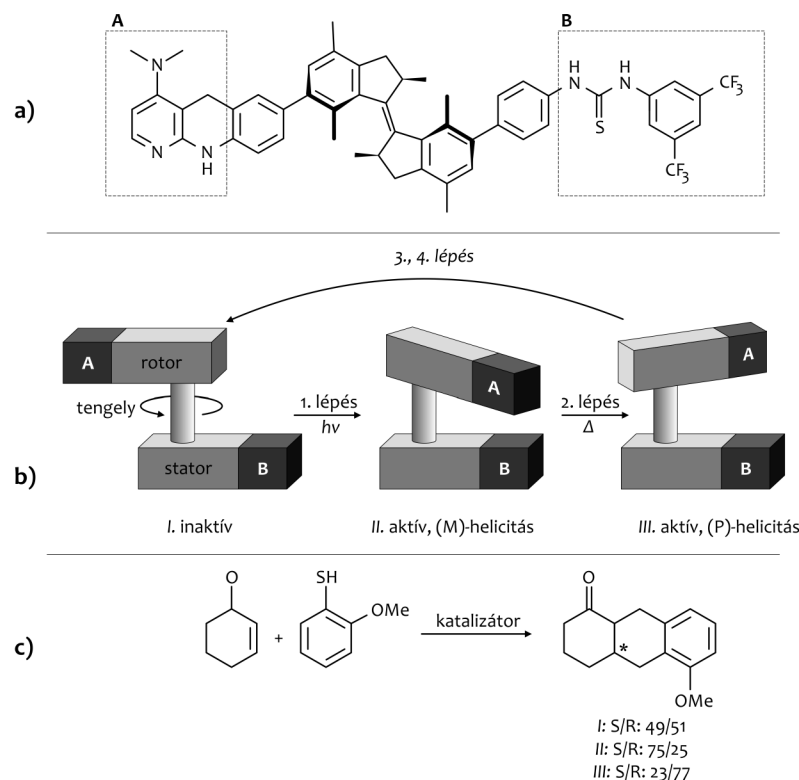 A
B
a)
N
N
N
H
H
N
H
N
S
CF3
CF3
3., 4. lépés
A
rotor
tengely
stator
B
1. lépés
hν
A
B
2. lépés
Δ
A
B
b)
I. inaktív
II. aktív, (M)-helicitás
III. aktív, (P)-helicitás
c)
O
+
SH
OMe
katalizátor
O
*
OMe
I: S/R: 49/51
II: S/R: 75/25
III: S/R: 23/77